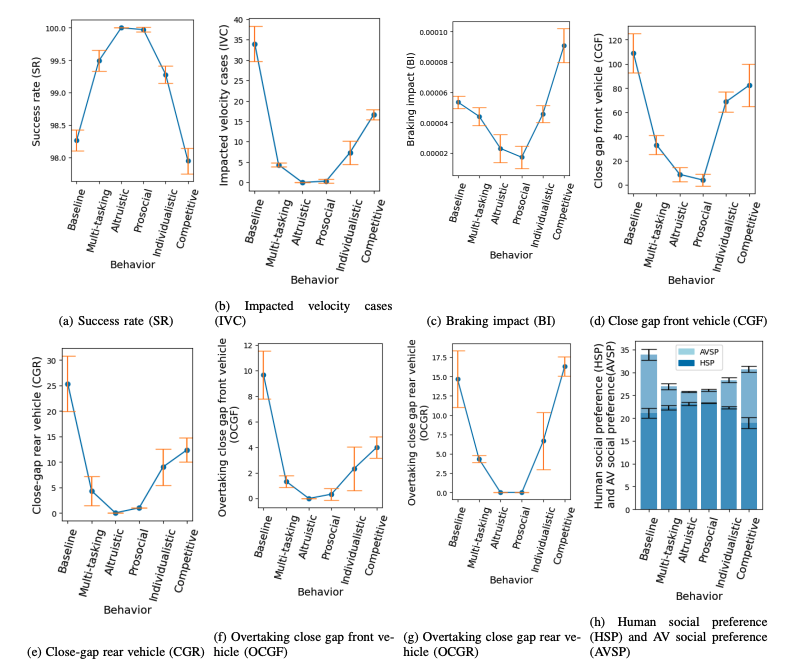 Success rate (SR)
100.0
99.5
99.0
98.5
98.0
Baseline
Multi-tasking
Altruistic
Prosocial
Individualistic
Competitive
Behavior
(a) Success rate (SR)
Impacted velocity cases (IVC)
40
35
30
25
20
15
10
5
0
Baseline
Multi-tasking
Altruistic
Prosocial
Individualistic
Competitive
Behavior
(b) Impacted velocity cases
(IVC)
Braking impact (BI)
0.00010
0.00008
0.00006
0.00004
0.00002
Baseline
Multi-tasking
Altruistic
Prosocial
Individualistic
Competitive
Behavior
(c) Braking impact (BI)
Close gap front vehicle (CGF)
120
100
80
60
40
20
0
Baseline
Multi-tasking
Altruistic
Prosocial
Individualistic
Competitive
Behavior
(d) Close gap front vehicle (CGF)
Close-gap rear vehicle (CGR)
30
25
20
15
10
5
0
Baseline
Multi-tasking
Altruistic
Prosocial
Individualistic
Competitive
Behavior
(e) Close-gap rear vehicle (CGR)
Overtaking close gap front vehicle
(OCGF)
12
10
8
6
4
2
0
Baseline
Multi-tasking
Altruistic
Prosocial
Individualistic
Competitive
Behavior
(f) Overtaking close gap front ve-
hicle (OCGF)
Overtaking close gap rear vehicle
(OCGR)
17.5
15.0
12.5
10.0
7.5
5.0
2.5
0.0
Baseline
Multi-tasking
Altruistic
Prosocial
Individualistic
Competitive
Behavior
(g) Overtaking close gap rear ve-
hicle (OCGR)
Human social preference (HSP)
and AV social preference(AVSP)
35
30
25
20
15
10
5
0
AVSP
HSP
Baseline
Multi-tasking
Altruistic
Prosocial
Individualistic
Competitive
Behavior
(h) Human social preference
(HSP) and AV social preference
(AVSP)